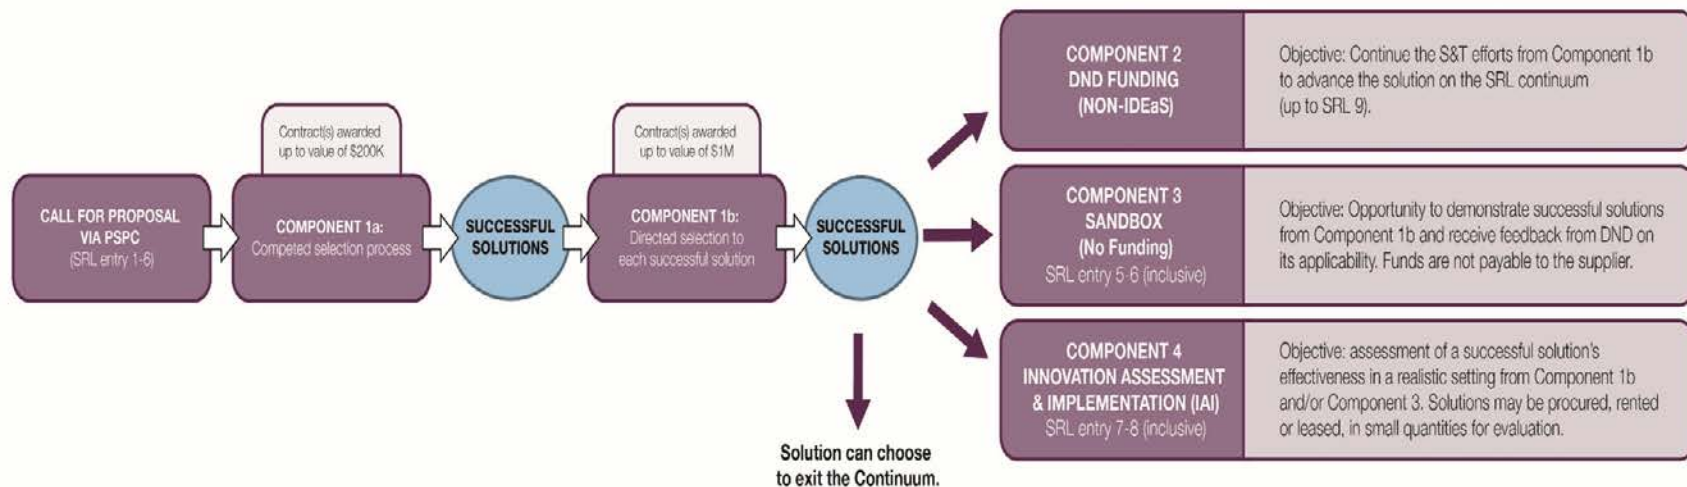 CALL FOR PROPOSAL
VIA PSPC
(SRL entry 1-6)
Contract(s) awarded
up to value of $200K
COMPONENT 1a:
Competed selection process
SUCCESSFUL
SOLUTIONS
Contract(s) awarded
up to value of $1M
COMPONENT 1b:
Directed selection to
each successful solution
SUCCESSFUL
SOLUTIONS
Solution can choose
to exit the Continuum.
COMPONENT 2
DND FUNDING
(NON-IDEaS)
Objective: Continue the S&T efforts from Component 1b
to advance the solution on the SRL continuum
(up to SRL 9).
COMPONENT 3
SANDBOX
(No Funding)
SRL entry 5-6 (inclusive)
Objective: Opportunity to demonstrate successful solutions
from Component 1b and receive feedback from DND on
its applicability. Funds are not payable to the supplier.
COMPONENT 4
INNOVATION ASSESSMENT
& IMPLEMENTATION (IAI)
SRL entry 7-8 (inclusive)
Objective: assessment of a successful solution's
effectiveness in a realistic setting from Component 1b
and/or Component 3. Solutions may be procured, rented
or leased, in small quantities for evaluation.